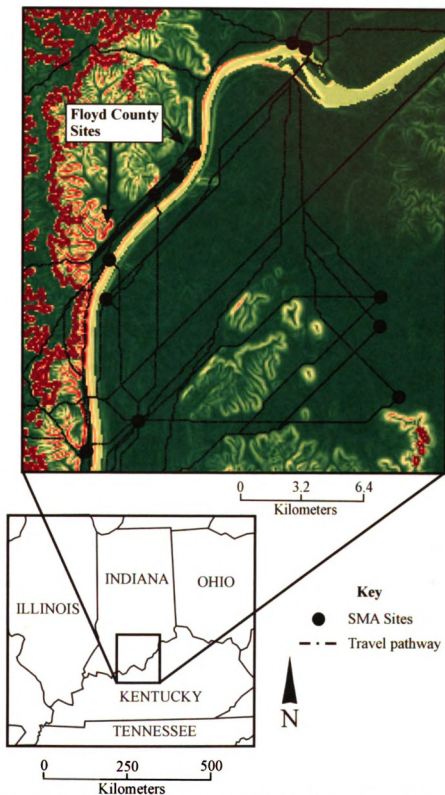 Floyd County
Sites
0 3.2 6.4
Kilometers
ILLINOIS
INDIANA
OHIO
KENTUCKY
TENNESSEE
Key
SMA Sites
Travel pathway
N
0 250 500
Kilometers